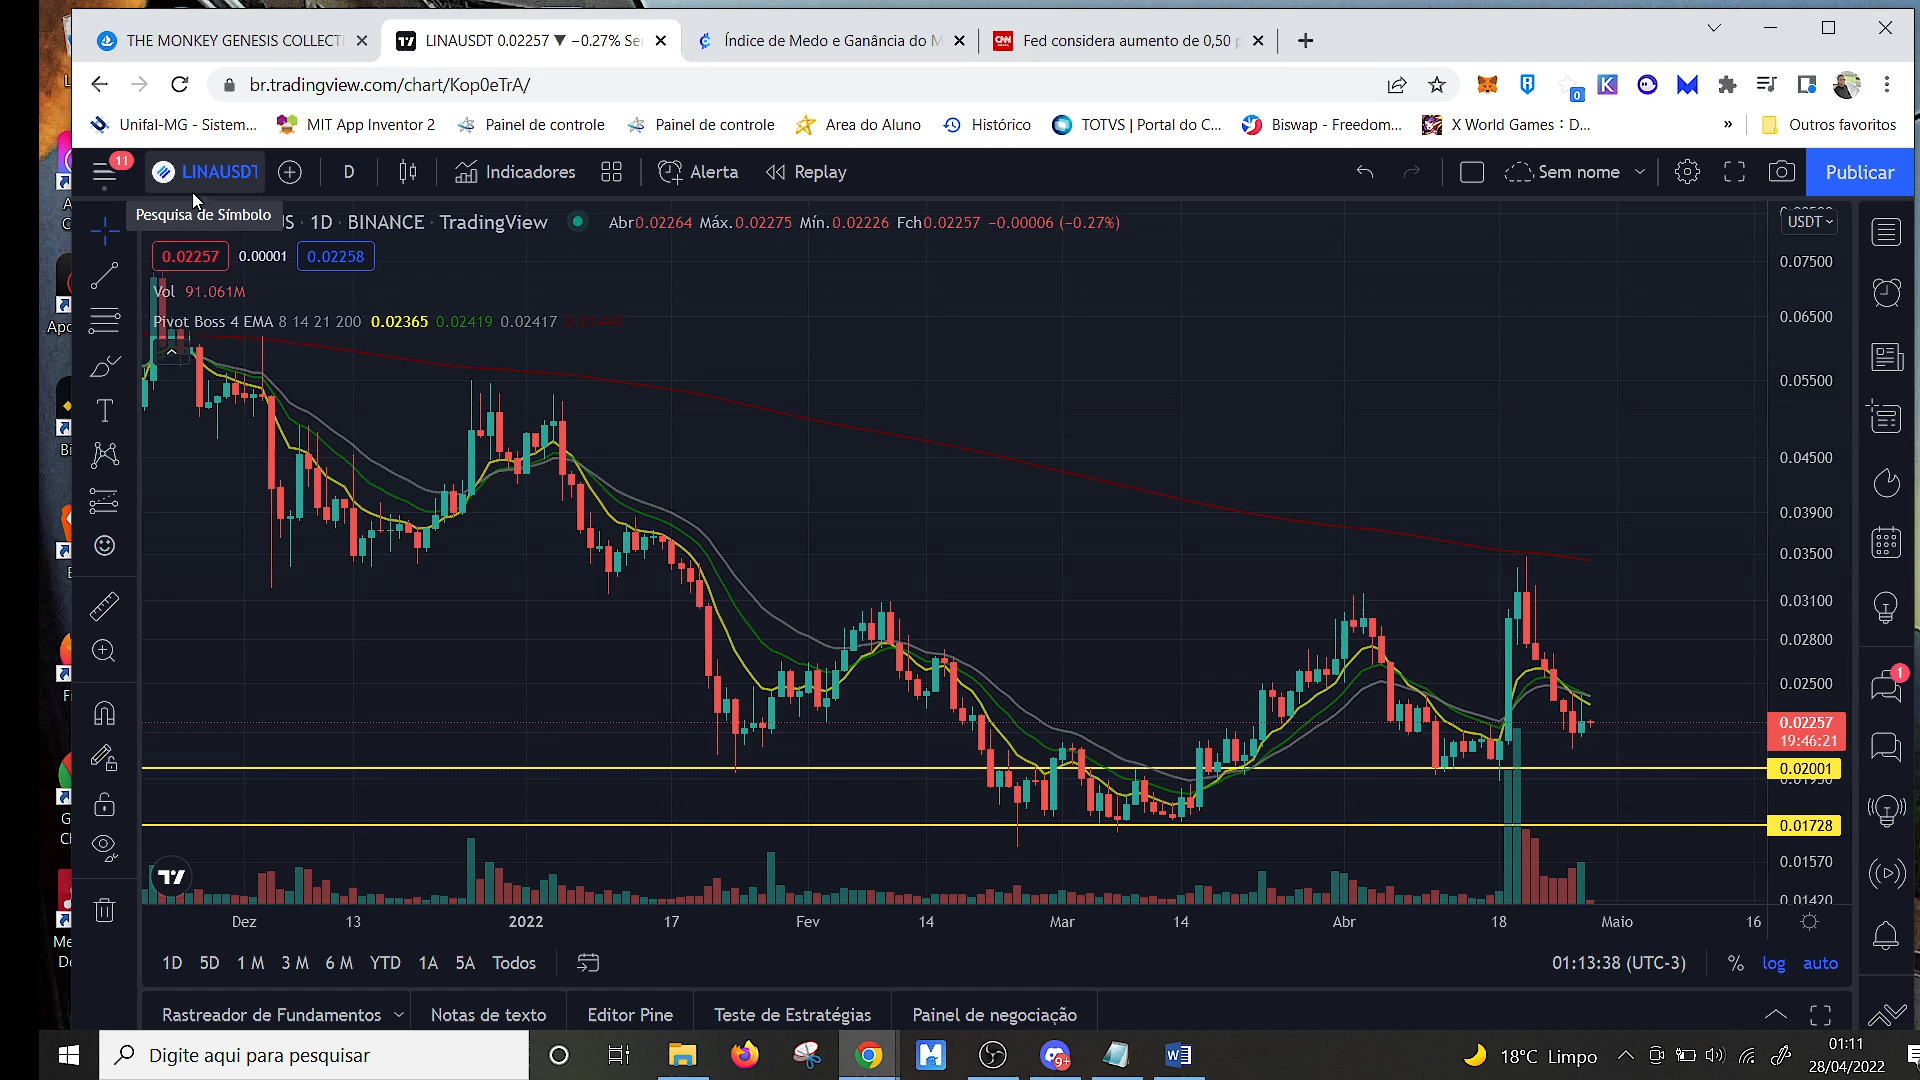 THE MONKEY GENESIS COLLECTI
LINAUSDT 0.02257 ▼ −0.27% Se
Índice de Medo e Ganância do M
CNN
Fed considera aumento de 0,50 p
br.tradingview.com/chart/Kop0eTrA/
0
K
Unifal-MG - Sistem...
MIT App Inventor 2
Painel de controle
Painel de controle
Area do Aluno
Histórico
TOTVS | Portal do C...
Biswap - Freedom...
X World Games : D...
»
Outros favoritos
11
LINAUSDT
D
Indicadores
Alerta
Replay
Sem nome
Publicar
Pesquisa de Símbolo
S · 1D · BINANCE · TradingView
Abr0.02264 Máx.0.02275 Mín.0.02226 Fch0.02257 −0.00006 (−0.27%)
USDT
0.02257
0.00001
0.02258
Vol 91.061M
Pivot Boss 4 EMA 8 14 21 200 0.02365 0.02419 0.02417
0.07500
0.06500
0.05500
0.04500
0.03900
0.03500
0.03100
0.02800
0.02500
0.02257
19:46:21
0.02001
0.01728
0.01570
0.01420
1
Dez
13
2022
17
Fev
14
Mar
14
Abr
18
Maio
16
1D
5D
1 M
3 M
6 M
YTD
1A
5A
Todos
01:13:38 (UTC-3)
%
log
auto
Rastreador de Fundamentos
Notas de texto
Editor Pine
Teste de Estratégias
Painel de negociação
Digite aqui para pesquisar
9+
18°C Limpo
01:11
28/04/2022